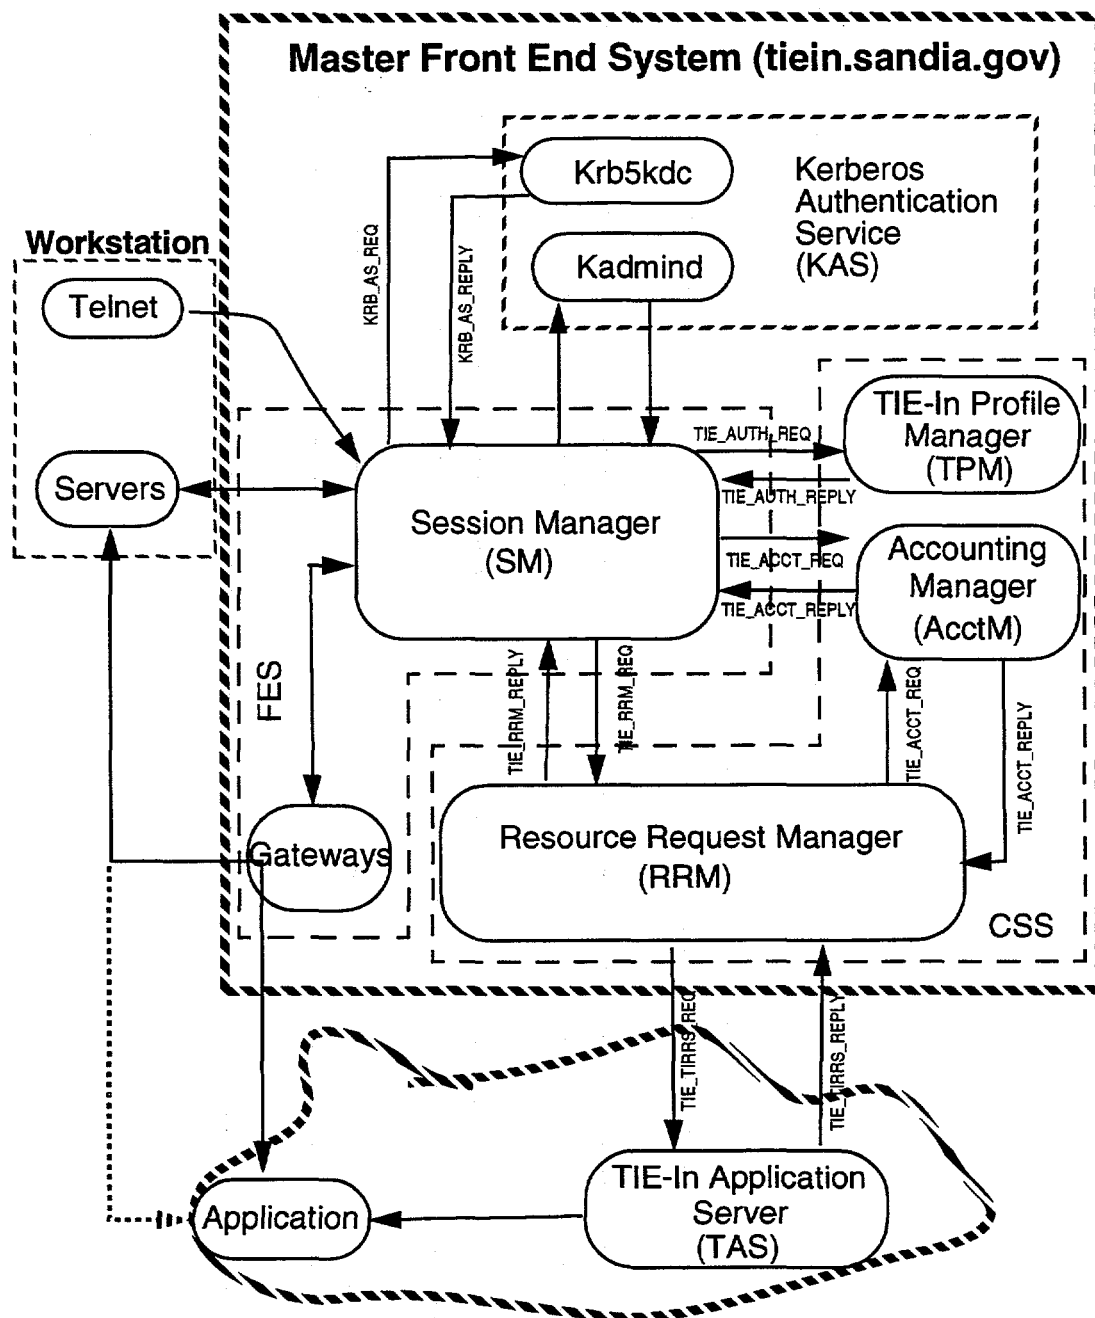 Master Front End System (tiein.sandia.gov)
Krb5kdc
Kerberos
Authentication
Service
(KAS)
Kadmind
KRB_AS_REQ
KRB_AS_REPLY
Workstation
Telnet
Servers
TIE-In Profile
Manager
(TPM)
TIE_AUTH_REQ
TIE_AUTH_REPLY
Session Manager
(SM)
TIE_ACCT_REQ
TIE_ACCT_REPLY
Accounting
Manager
(AcctM)
FES
TIE_RRM_REPLY
TIE_RRM_REQ
TIE_ACCT_REQ
TIE_ACCT_REPLY
Gateways
Resource Request Manager
(RRM)
CSS
TIE_TIRRS_REQ
TIE_TIRRS_REPLY
Application
TIE-In Application
Server
(TAS)